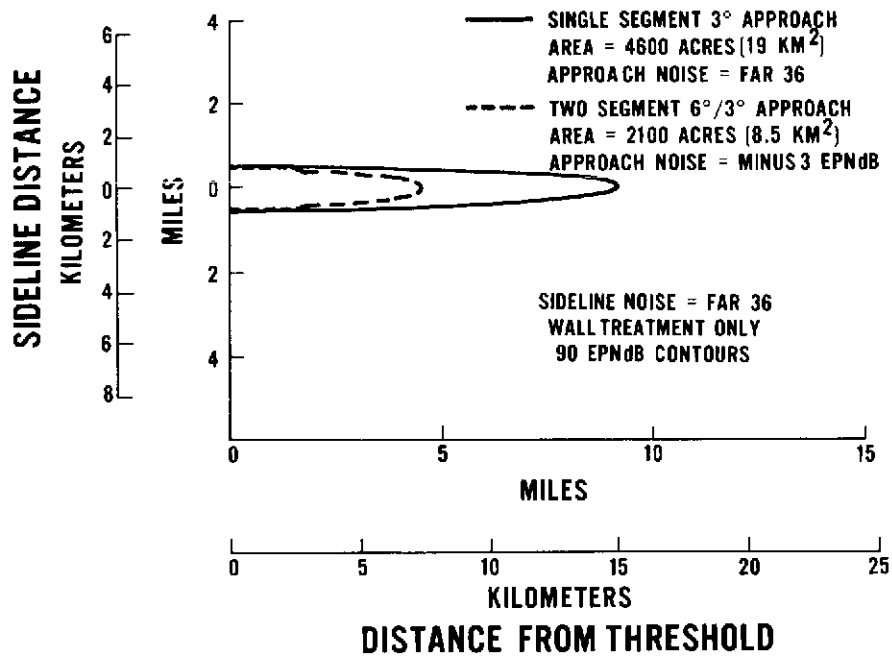 SINGLE SEGMENT 3° APPROACH
AREA = 4600 ACRES (19 KM²)
APPROACH NOISE = FAR 36
TWO SEGMENT 6°/3° APPROACH
AREA = 2100 ACRES (8.5 KM²)
APPROACH NOISE = MINUS 3 EPNdB
SIDELINE DISTANCE
KILOMETERS
6
4
2
0
2
4
6
8
MILES
4
2
0
2
4
SIDELINE NOISE = FAR 36
WALL TREATMENT ONLY
90 EPNdB CONTOURS
0 5 10 15
MILES
0 5 10 15 20 25
KILOMETERS
DISTANCE FROM THRESHOLD